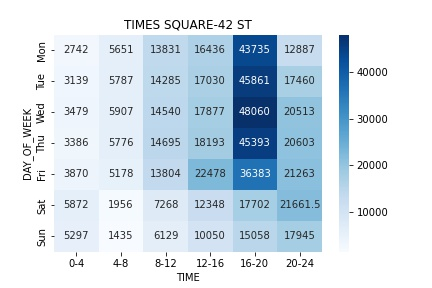 TIMES SQUARE-42 ST
Mon 2742 5651 13831 16436 43735 12887
Tue 3139 5787 14285 17030 45861 17460
Wed 3479 5907 14540 17877 48060 20513
Thu 3386 5776 14695 18193 45393 20603
Fri 3870 5178 13804 22478 36383 21263
Sat 5872 1956 7268 12348 17702 21661.5
Sun 5297 1435 6129 10050 15058 17945
0-4 4-8 8-12 12-16 16-20 20-24
TIME
DAY_OF_WEEK
40000
30000
20000
10000